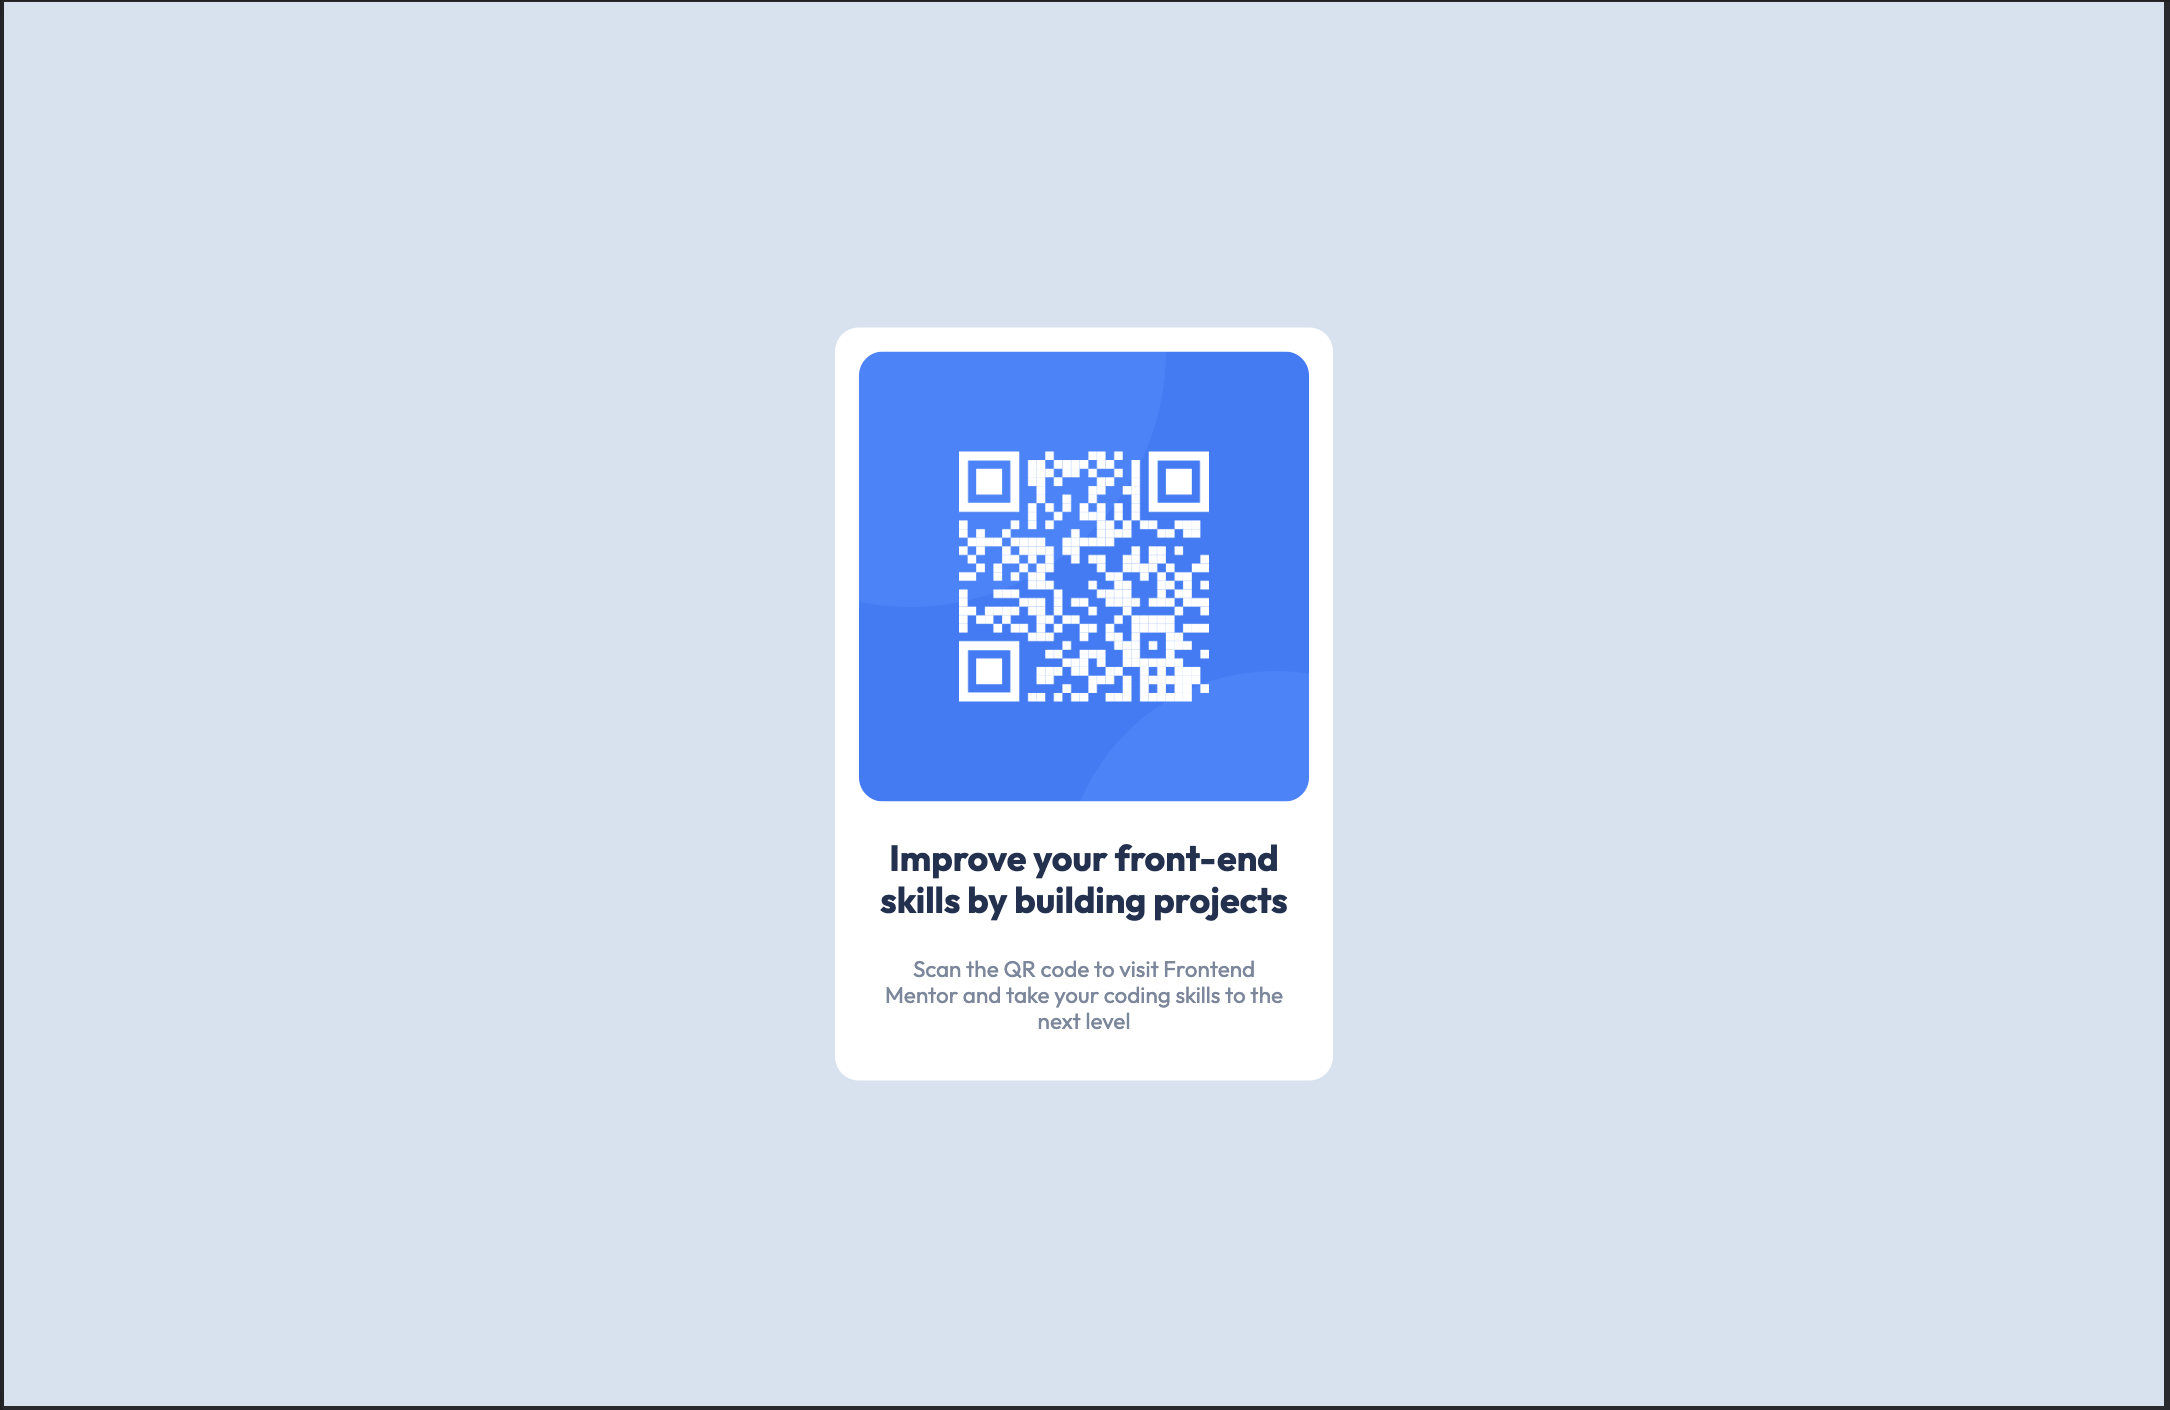 Improve your front-end
skills by building projects
Scan the QR code to visit Frontend
Mentor and take your coding skills to the
next level